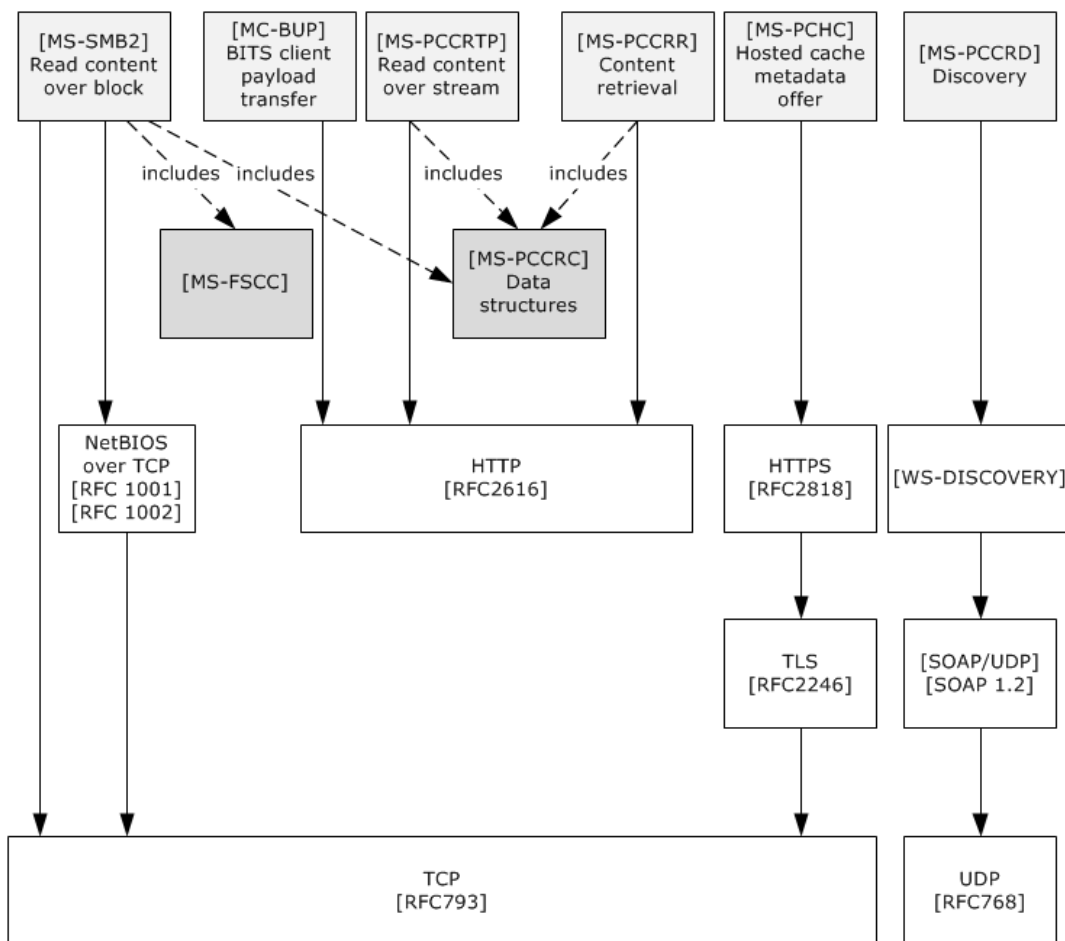 [MS-SMB2]
Read content
over block
[MC-BUP]
BITS client
payload
transfer
[MS-PCCRTP]
Read content
over stream
[MS-PCCRR]
Content
retrieval
[MS-PCHC]
Hosted cache
metadata
offer
[MS-PCCRD]
Discovery
includes
includes
includes
includes
[MS-FSCC]
[MS-PCCRC]
Data
structures
NetBIOS
over TCP
[RFC 1001]
[RFC 1002]
HTTP
[RFC2616]
HTTPS
[RFC2818]
[WS-DISCOVERY]
TLS
[RFC2246]
[SOAP/UDP]
[SOAP 1.2]
TCP
[RFC793]
UDP
[RFC768]